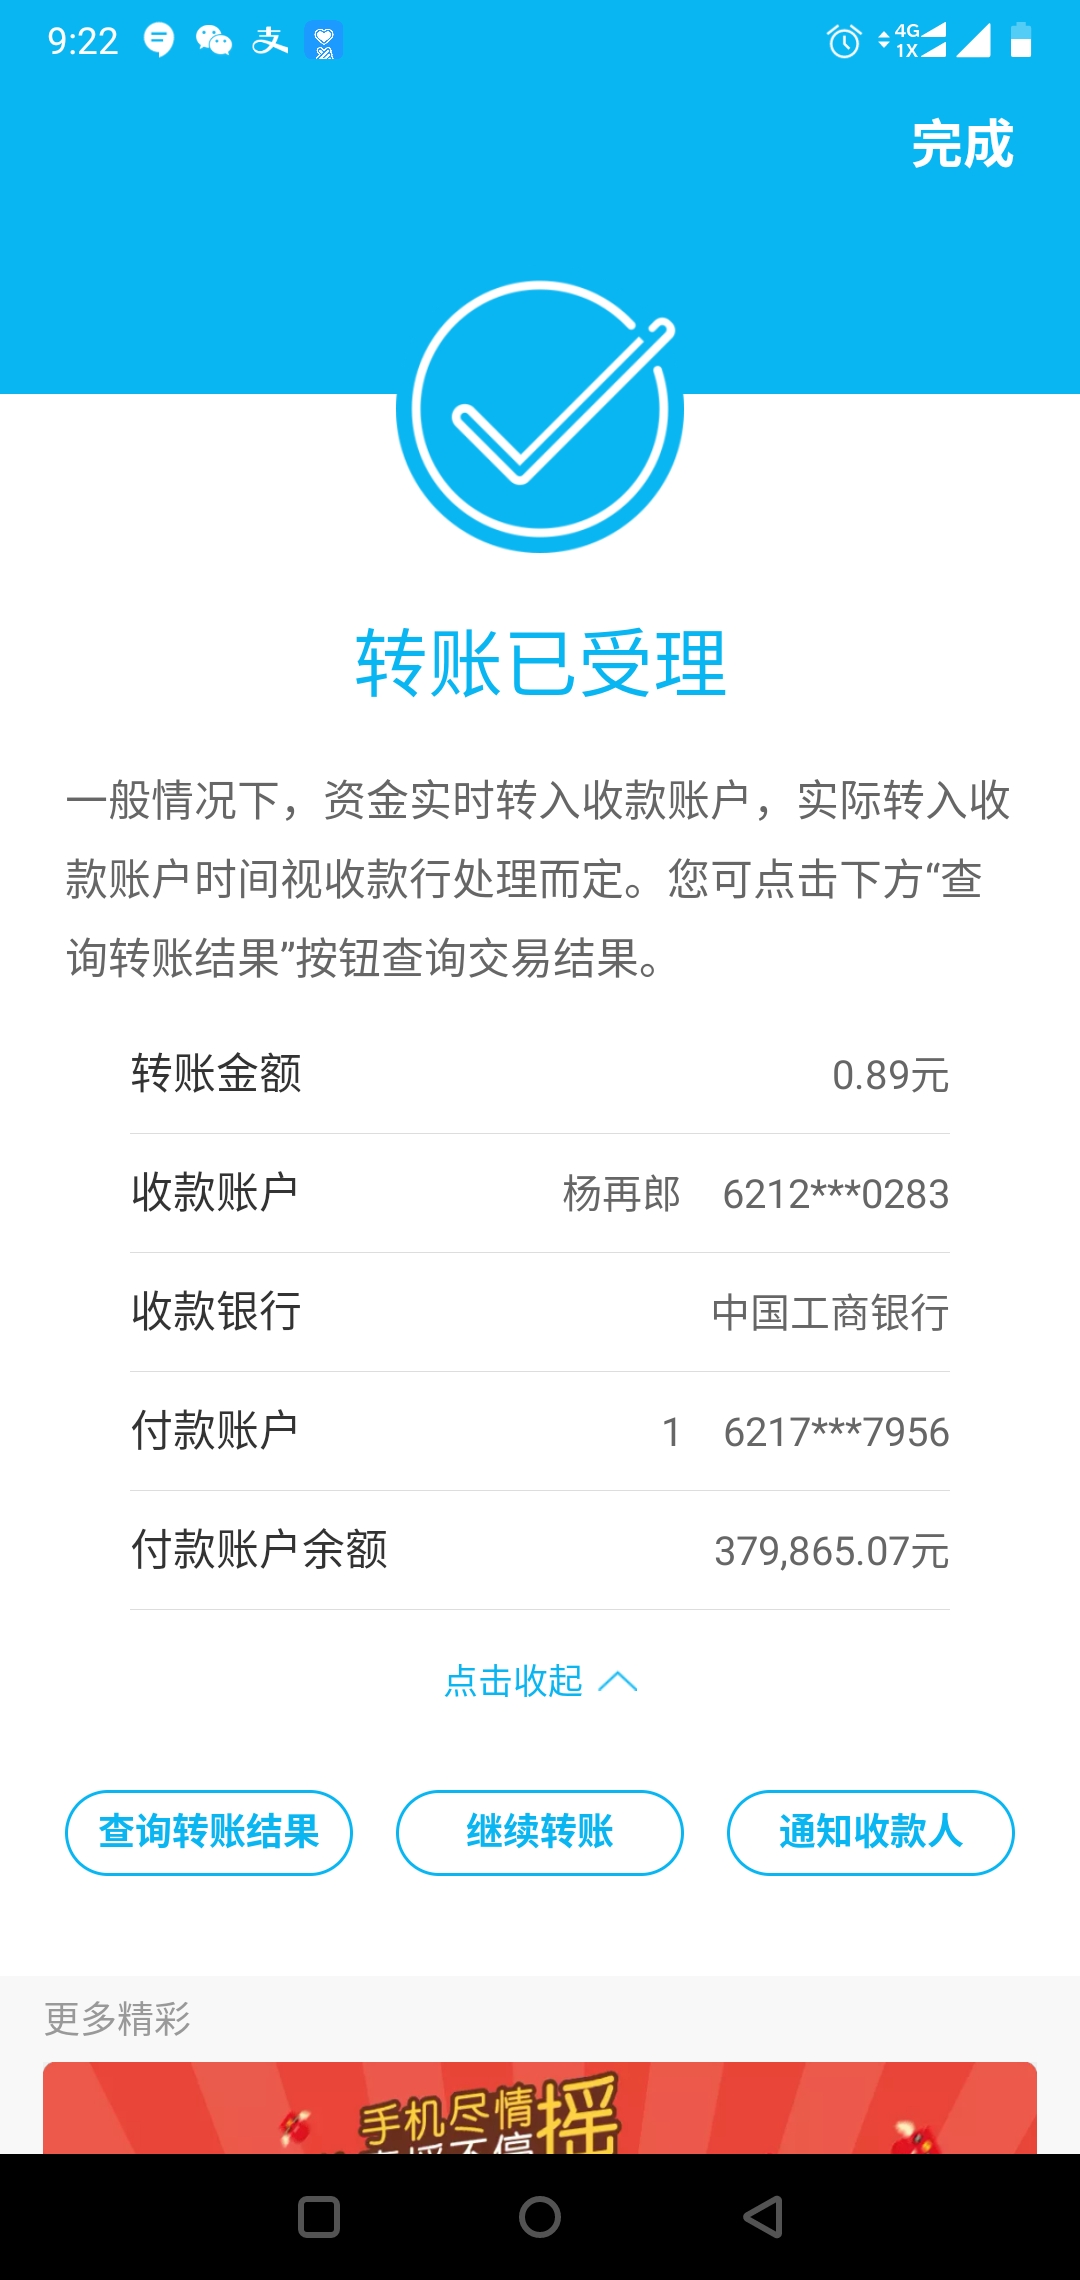 9:22
4G
1X
完成
转账已受理
一般情况下，资金实时转入收款账户，实际转入收
款账户时间视收款行处理而定。您可点击下方“查
询转账结果”按钮查询交易结果。
转账金额 0.89元
收款账户 杨再郎 6212***0283
收款银行 中国工商银行
付款账户 1 6217***7956
付款账户余额 379,865.07元
点击收起
查询转账结果 继续转账 通知收款人
更多精彩
手机尽情摇